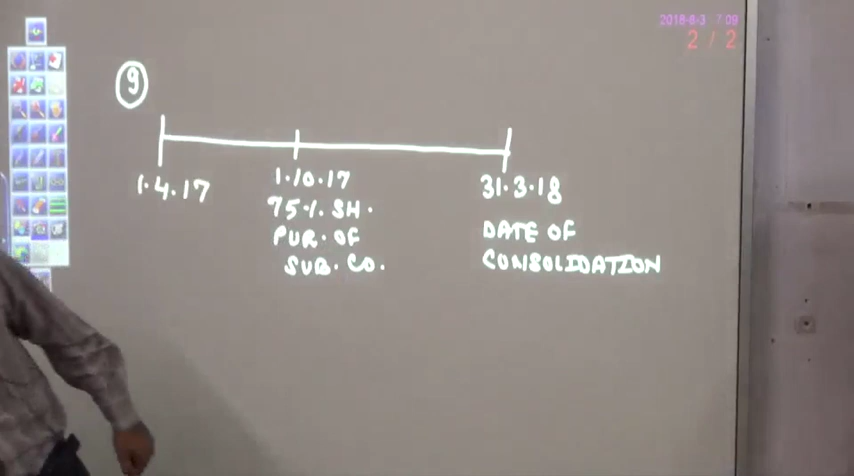 2018-6-3 7:09
2 / 2
9
1.4.17
1.10.17
75% SH.
PUR. OF
SUB. CO.
31.3.18
DATE OF
CONSOLIDATION